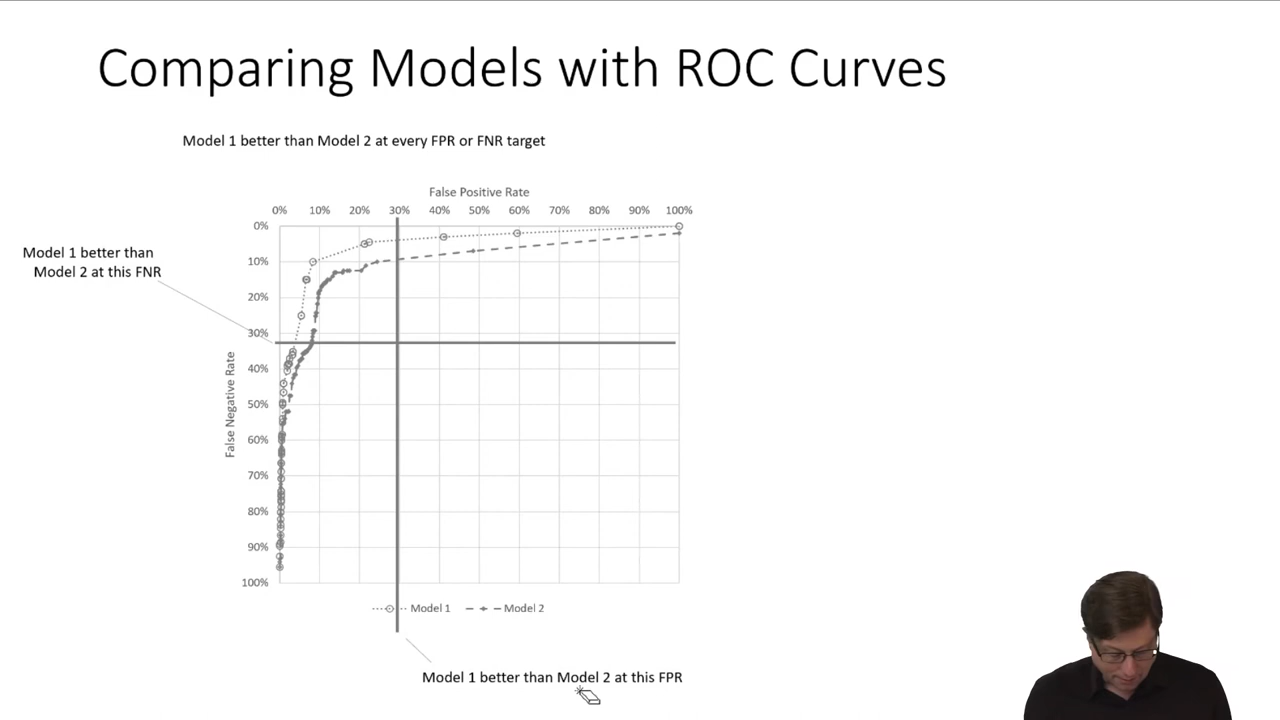 Comparing Models with ROC Curves
Model 1 better than Model 2 at every FPR or FNR target
False Positive Rate
0% 10% 20% 30% 40% 50% 60% 70% 80% 90% 100%
Model 1 better than
Model 2 at this FNR
False Negative Rate
0%
10%
20%
30%
40%
50%
60%
70%
80%
90%
100%
Model 1 Model 2
Model 1 better than Model 2 at this FPR